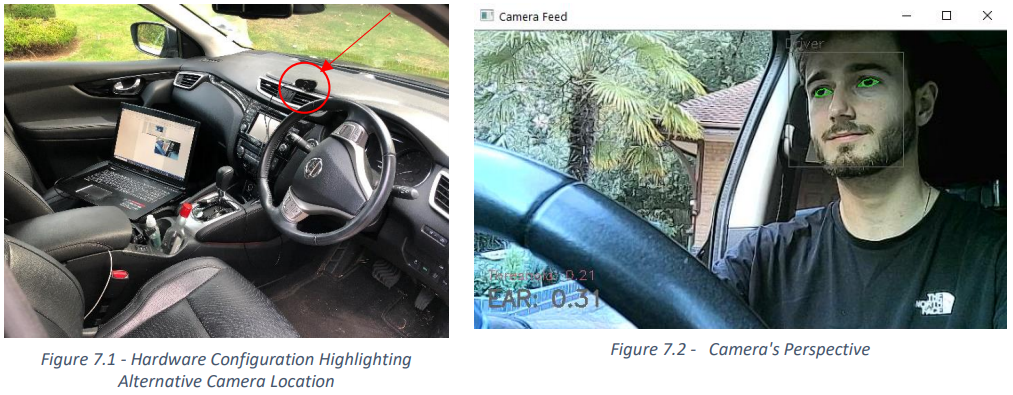 Camera Feed
Driver
Threshold: 0.21
EAR: 0.31
THE
NORTH
FACE
Figure 7.1 - Hardware Configuration Highlighting
Alternative Camera Location
Figure 7.2 - Camera's Perspective